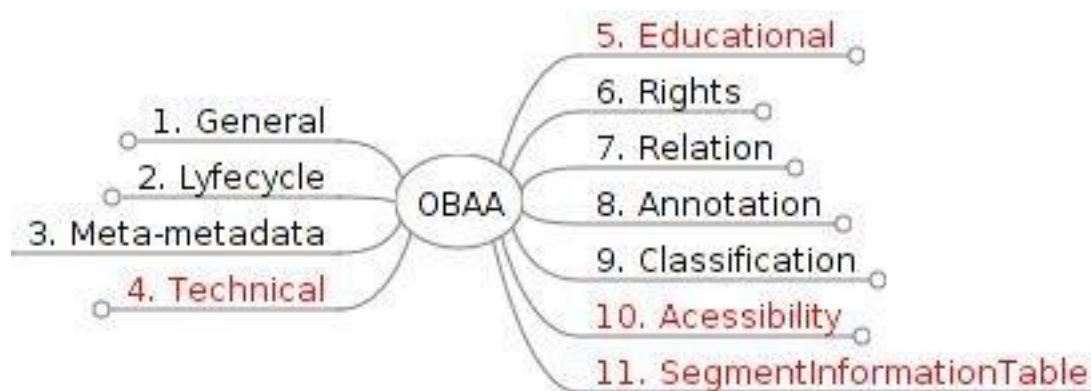 1. General
2. Lyfecycle
3. Meta-metadata
4. Technical
OBAA
5. Educational
6. Rights
7. Relation
8. Annotation
9. Classification
10. Acessibility
11. SegmentInformationTable